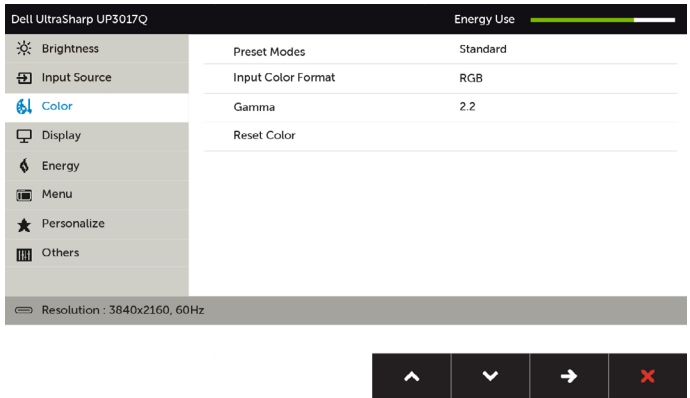 Dell UltraSharp UP3017Q Energy Use
Brightness Preset Modes Standard
Input Source Input Color Format RGB
Color Gamma 2.2
Display Reset Color
Energy
Menu
Personalize
Others
Resolution : 3840x2160, 60Hz